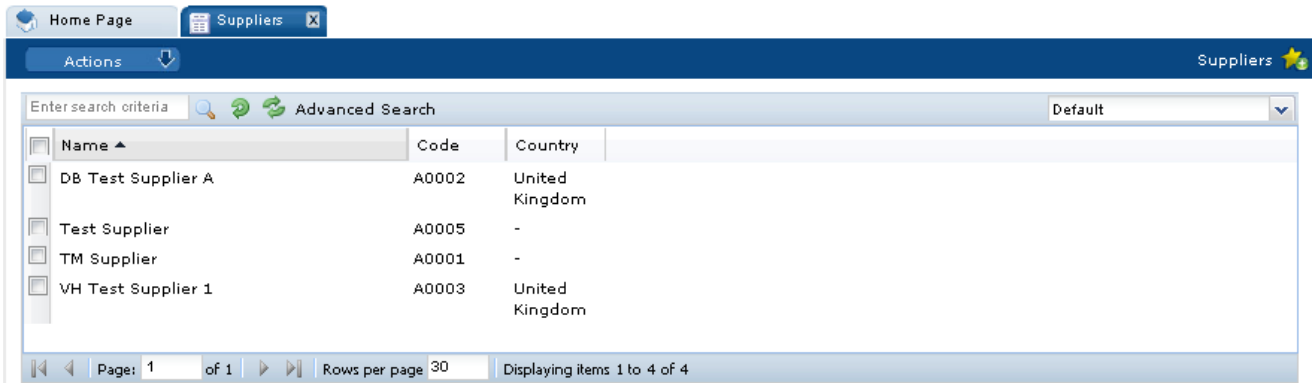 Home Page Suppliers X
Actions Suppliers
Enter search criteria Advanced Search Default
Name Code Country
DB Test Supplier A A0002 United
Kingdom
Test Supplier A0005 -
TM Supplier A0001 -
VH Test Supplier 1 A0003 United
Kingdom
Page: 1 of 1 Rows per page 30 Displaying items 1 to 4 of 4